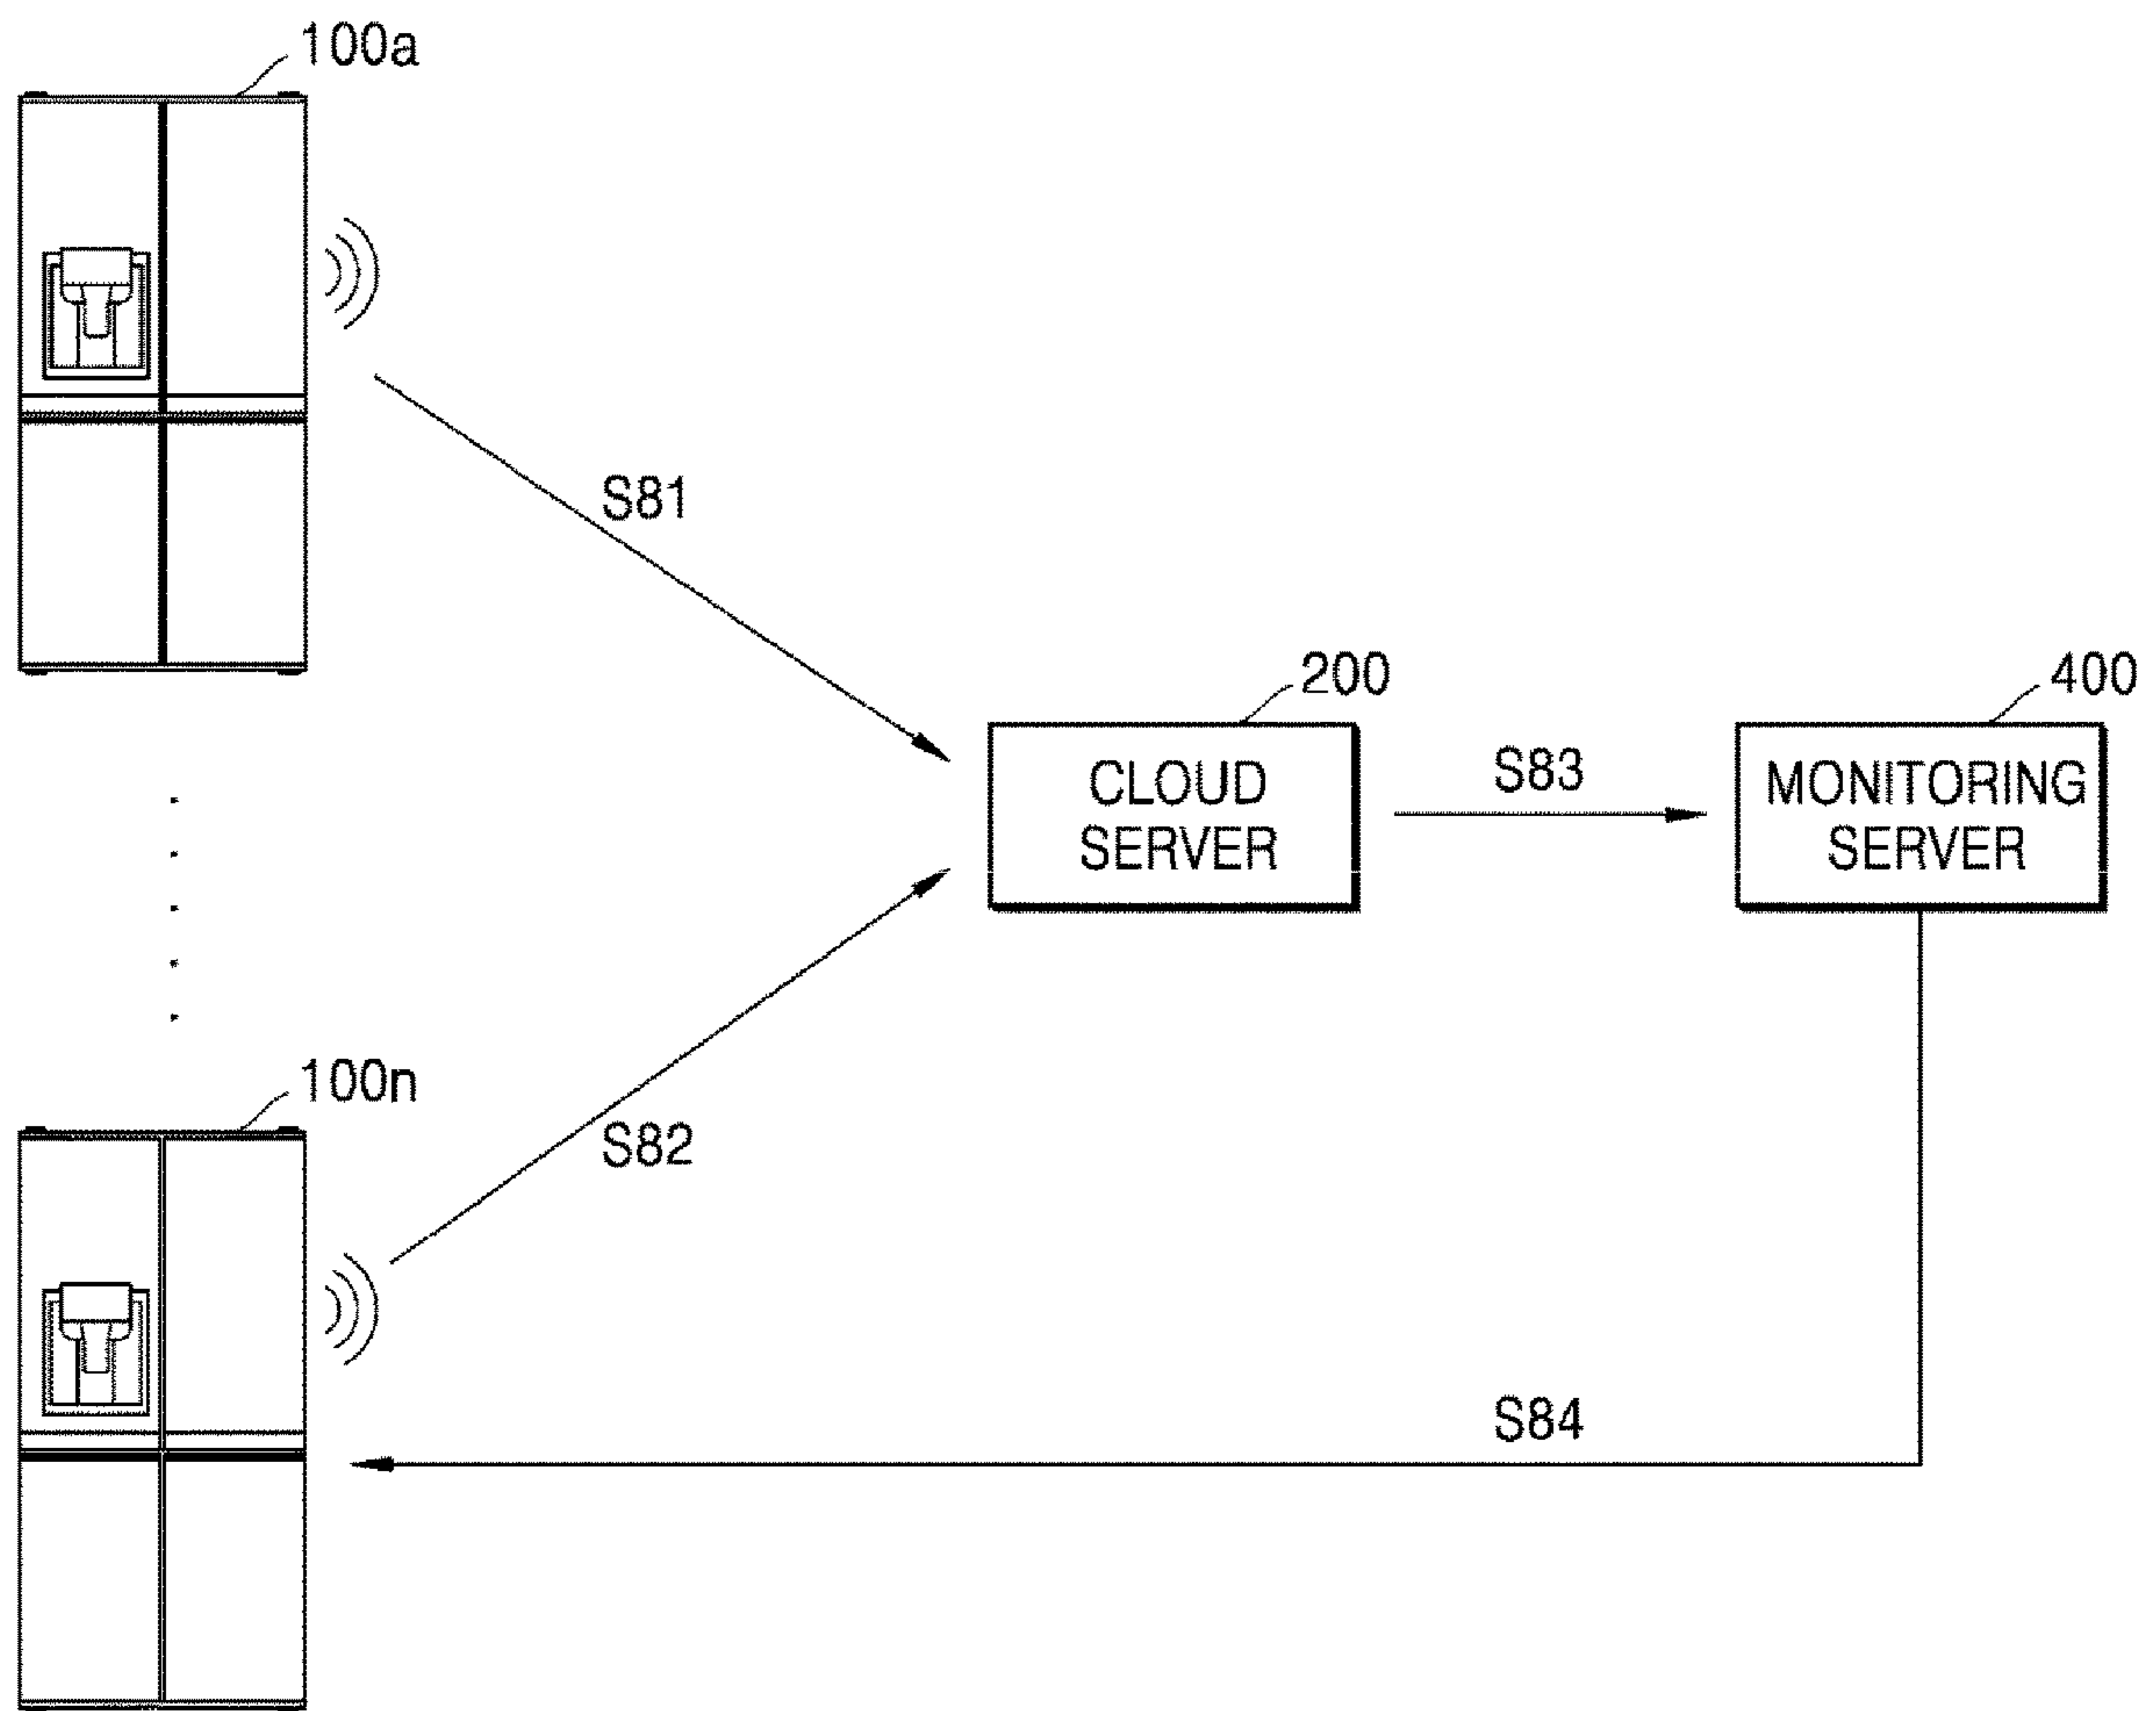 100a
S81
200
400
CLOUD
SERVER
S83
MONITORING
SERVER
100n
S82
S84